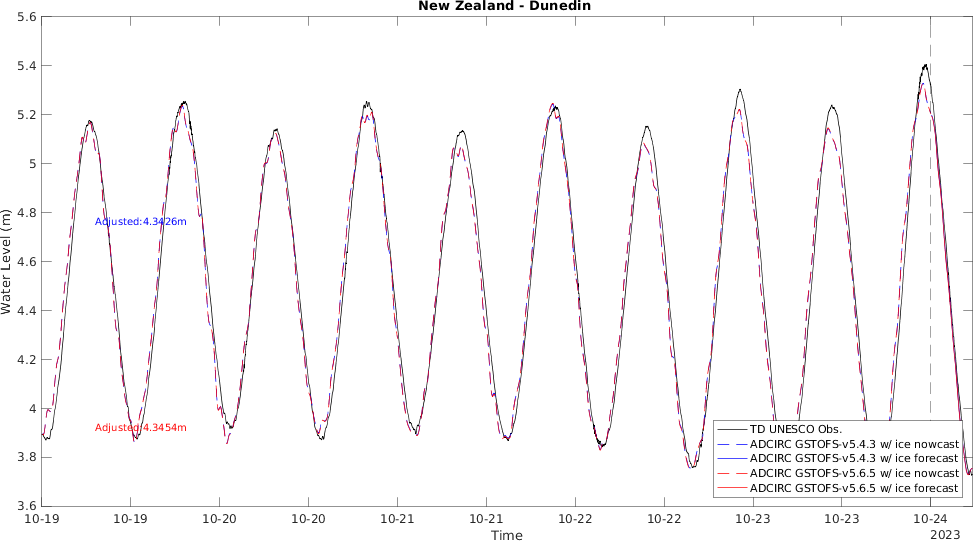 New Zealand - Dunedin
5.6
5.4
5.2
5
4.8
4.6
4.4
4.2
4
3.8
3.6
Water Level (m)
Adjusted:4.3426m
Adjusted:4.3454m
TD UNESCO Obs.
ADCIRC GSTOFS-v5.4.3 w/ ice nowcast
ADCIRC GSTOFS-v5.4.3 w/ ice forecast
ADCIRC GSTOFS-v5.6.5 w/ ice nowcast
ADCIRC GSTOFS-v5.6.5 w/ ice forecast
10-19 10-19 10-20 10-20 10-21 10-21 10-22 10-22 10-23 10-23 10-24
Time 2023